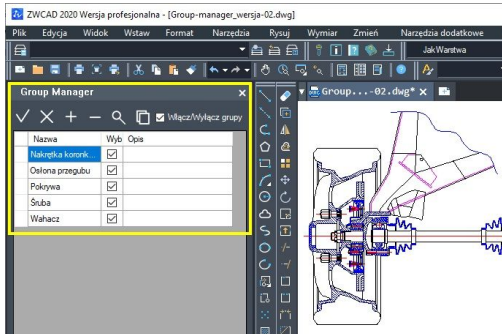 ZWCAD 2020 Wersja profesjonalna - [Group-manager_wersja-02.dwg]
Plik Edycja Widok Wstaw Format Narzędzia Rysuj Wymiar Zmień Narzędzia dodatkowe
JakWarstwa
Group Manager
Group...-02.dwg*
Włącz/Wyłącz grupy
Nazwa Wyb Opis
Nakrętka koronk...
Osłona przegubu
Pokrywa
Śruba
Wahacz